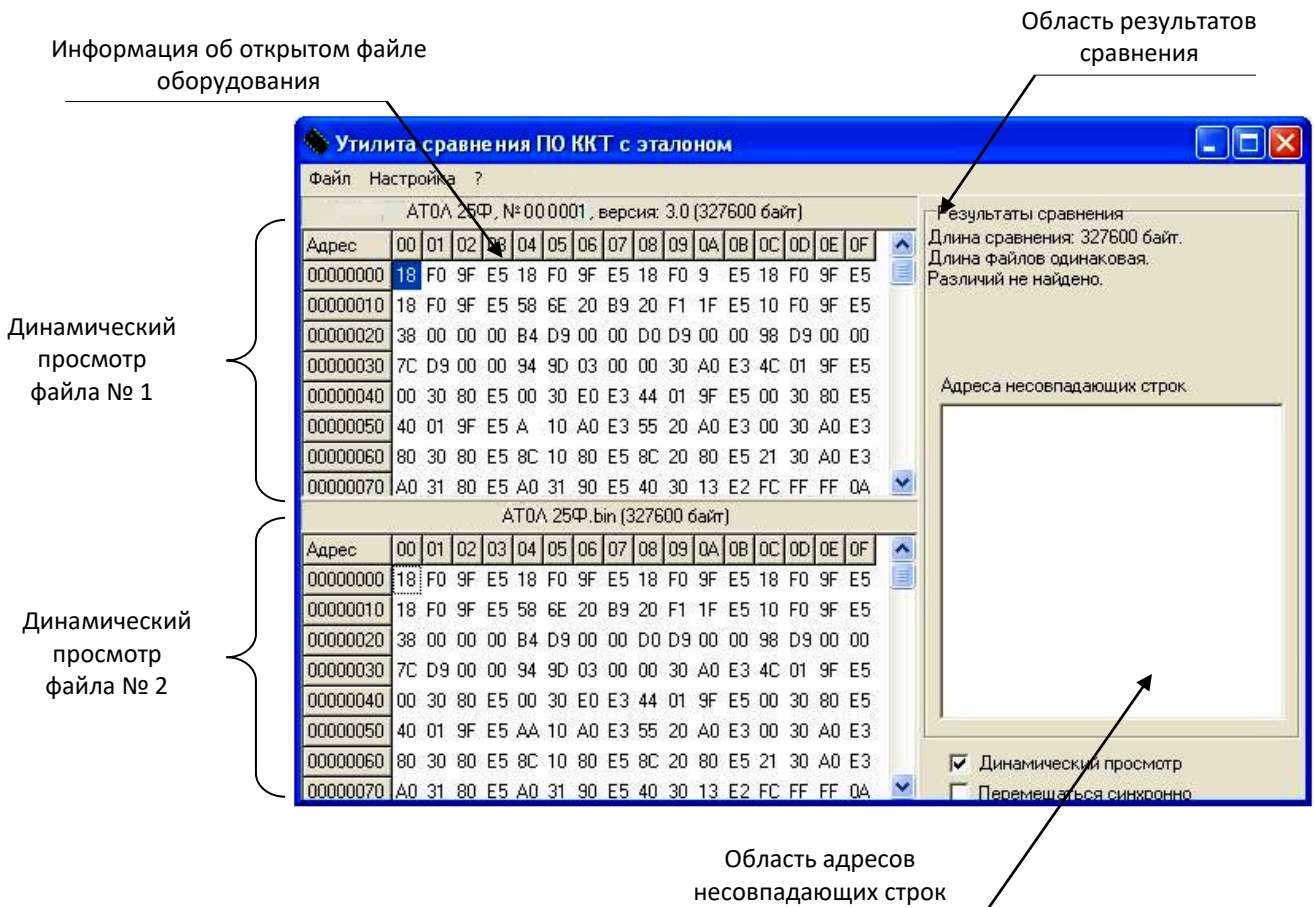 Область результатов
сравнения
Информация об открытом файле
оборудования
Утилита сравнения ПО ККТ с эталоном
Файл Настройка ?
АТОЛ 25Ф, №000001, версия: 3.0 (327600 байт)
Адрес 00 01 02 03 04 05 06 07 08 09 0A 0B 0C 0D 0E 0F
00000000 18 F0 9F E5 18 F0 9F E5 18 F0 9 E5 18 F0 9F E5
00000010 18 F0 9F E5 58 6E 20 B9 20 F1 1F E5 10 F0 9F E5
00000020 38 00 00 00 B4 D9 00 00 D0 D9 00 00 98 D9 00 00
00000030 7C D9 00 00 94 9D 03 00 00 30 A0 E3 4C 01 9F E5
00000040 00 30 80 E5 00 30 E0 E3 44 01 9F E5 00 30 80 E5
00000050 40 01 9F E5 A 10 A0 E3 55 20 A0 E3 00 30 A0 E3
00000060 80 30 80 E5 8C 10 80 E5 8C 20 80 E5 21 30 A0 E3
00000070 A0 31 80 E5 A0 31 90 E5 40 30 13 E2 FC FF FF 0A
Динамический
просмотр
файла № 1
АТОЛ 25Ф.bin (327600 байт)
Адрес 00 01 02 03 04 05 06 07 08 09 0A 0B 0C 0D 0E 0F
00000000 18 F0 9F E5 18 F0 9F E5 18 F0 9F E5 18 F0 9F E5
00000010 18 F0 9F E5 58 6E 20 B9 20 F1 1F E5 10 F0 9F E5
00000020 38 00 00 00 B4 D9 00 00 D0 D9 00 00 98 D9 00 00
00000030 7C D9 00 00 94 9D 03 00 00 30 A0 E3 4C 01 9F E5
00000040 00 30 80 E5 00 30 E0 E3 44 01 9F E5 00 30 80 E5
00000050 40 01 9F E5 AA 10 A0 E3 55 20 A0 E3 00 30 A0 E3
00000060 80 30 80 E5 8C 10 80 E5 8C 20 80 E5 21 30 A0 E3
00000070 A0 31 80 E5 A0 31 90 E5 40 30 13 E2 FC FF FF 0A
Динамический
просмотр
файла № 2
Результаты сравнения
Длина сравнения: 327600 байт.
Длина файлов одинаковая.
Различий не найдено.
Адреса несовпадающих строк
Динамический просмотр
Перемещаться синхронно
Область адресов
несовпадающих строк